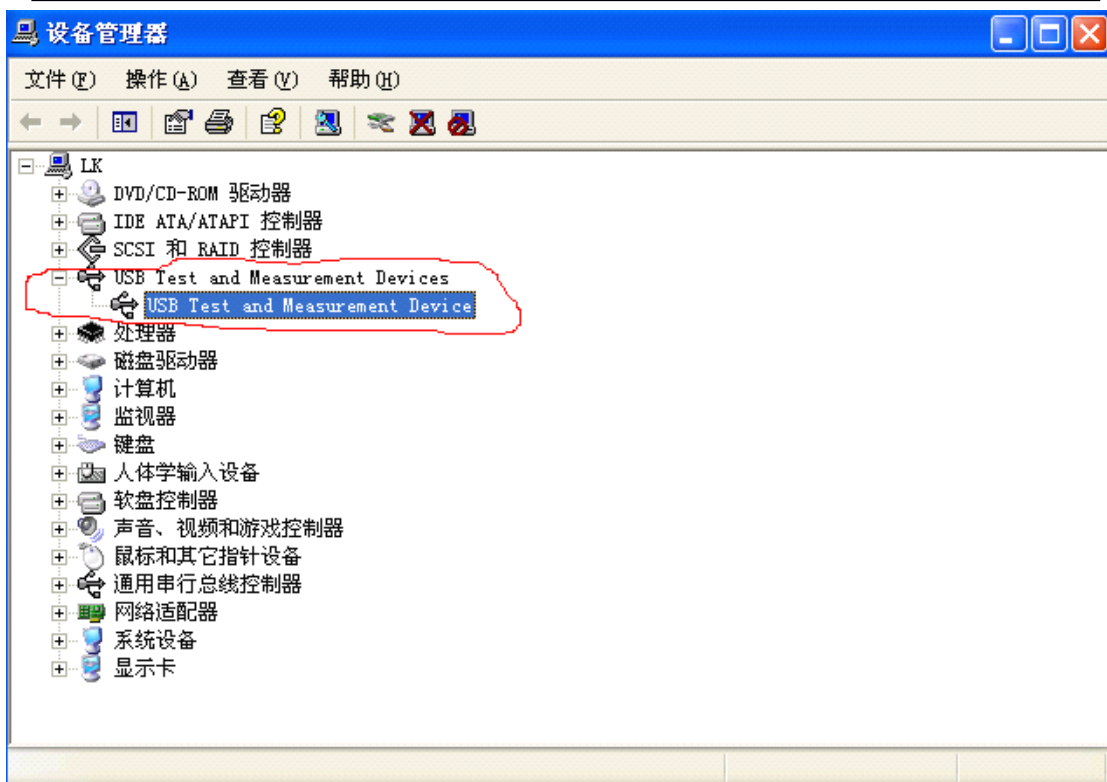 设备管理器
文件(F) 操作(A) 查看(V) 帮助(H)
LK
DVD/CD-ROM 驱动器
IDE ATA/ATAPI 控制器
SCSI 和 RAID 控制器
USB Test and Measurement Devices
USB Test and Measurement Device
处理器
磁盘驱动器
计算机
监视器
键盘
人体学输入设备
软盘控制器
声音、视频和游戏控制器
鼠标和其它指针设备
通用串行总线控制器
网络适配器
系统设备
显示卡